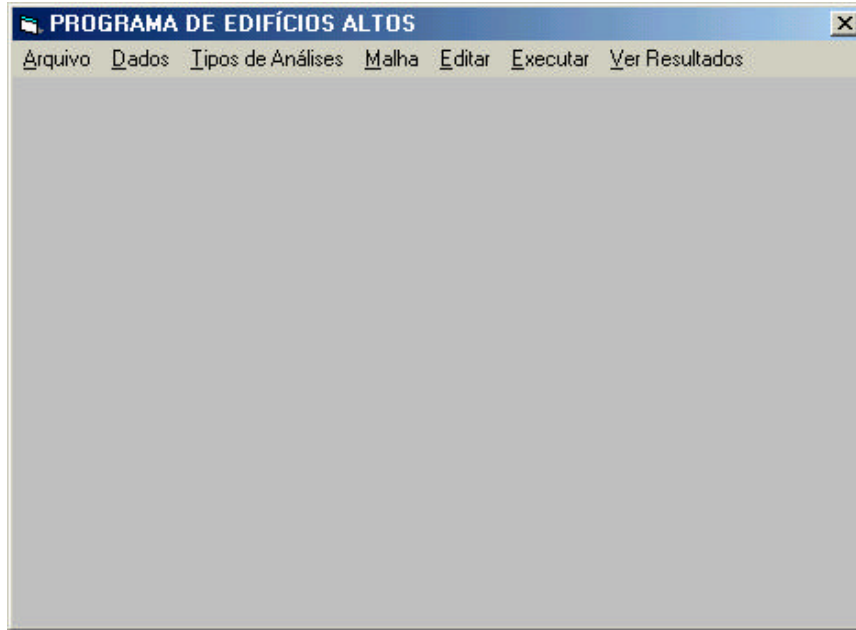 PROGRAMA DE EDIFÍCIOS ALTOS
Arquivo Dados Tipos de Análises Malha Editar Executar Ver Resultados